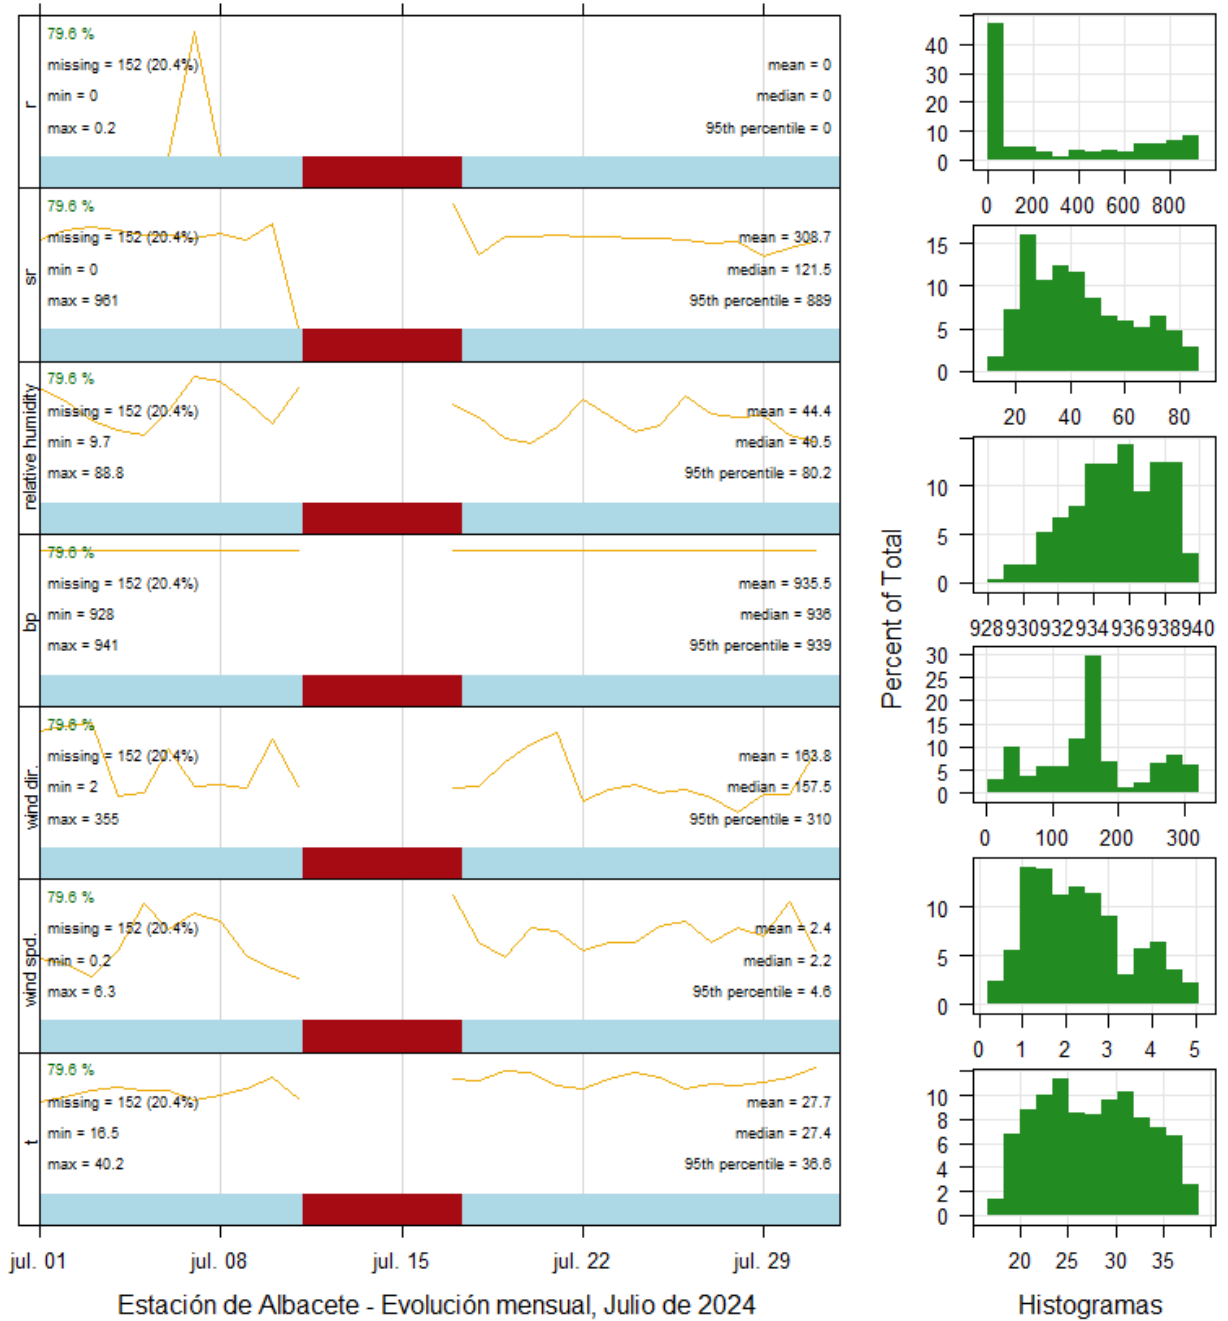 r
79.6 %
missing = 152 (20.4%)
min = 0
max = 0.2
mean = 0
median = 0
95th percentile = 0
sr
79.6 %
missing = 152 (20.4%)
min = 0
max = 961
mean = 308.7
median = 121.5
95th percentile = 889
relative humidity
79.6 %
missing = 152 (20.4%)
min = 9.7
max = 88.8
mean = 44.4
median = 40.5
95th percentile = 80.2
bp
79.6 %
missing = 152 (20.4%)
min = 928
max = 941
mean = 935.5
median = 936
95th percentile = 939
wind dir.
79.6 %
missing = 152 (20.4%)
min = 2
max = 355
mean = 163.8
median = 157.5
95th percentile = 310
wind spd.
79.6 %
missing = 152 (20.4%)
min = 0.2
max = 6.3
mean = 2.4
median = 2.2
95th percentile = 4.6
t
79.6 %
missing = 152 (20.4%)
min = 16.5
max = 40.2
mean = 27.7
median = 27.4
95th percentile = 36.6
jul. 01 jul. 08 jul. 15 jul. 22 jul. 29
Estación de Albacete - Evolución mensual, Julio de 2024
Percent of Total
40
30
20
10
0
0 200 400 600 800
15
10
5
0
20 40 60 80
10
5
0
928 930 932 934 936 938 940
30
25
20
15
10
5
0
0 100 200 300
10
5
0
0 1 2 3 4 5
10
8
6
4
2
0
20 25 30 35
Histogramas